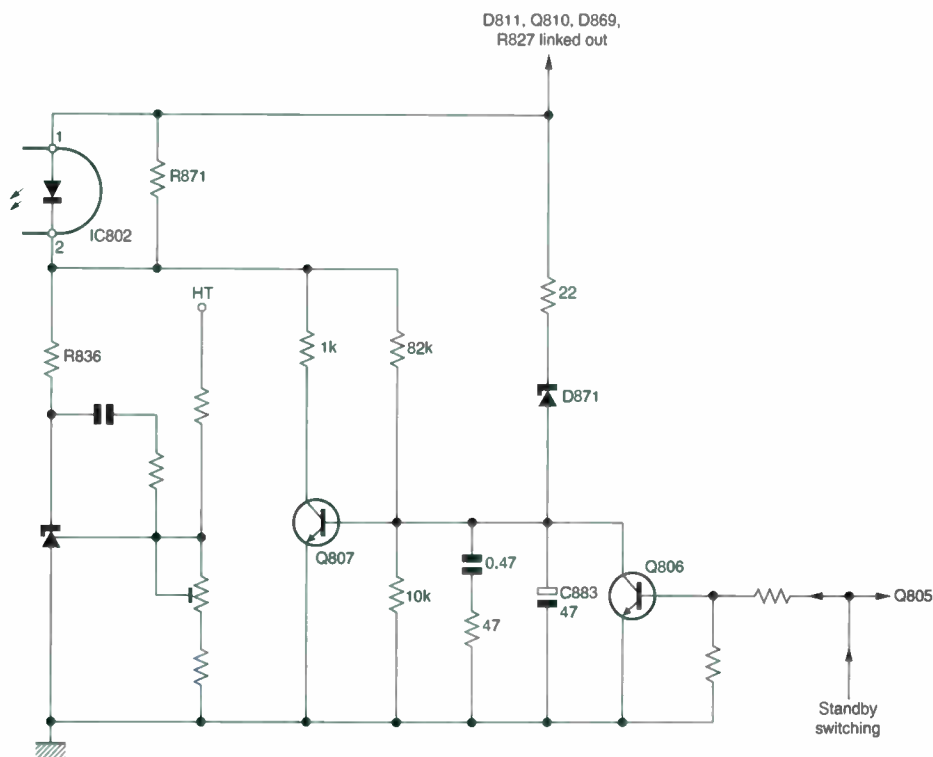 D811, Q810, D869,
R827 linked out
1
R871
IC802
2
HT
22
R836
1k
82k
D871
Q807
10k
0.47
47
C883
47
Q806
Q805
Standby
switching